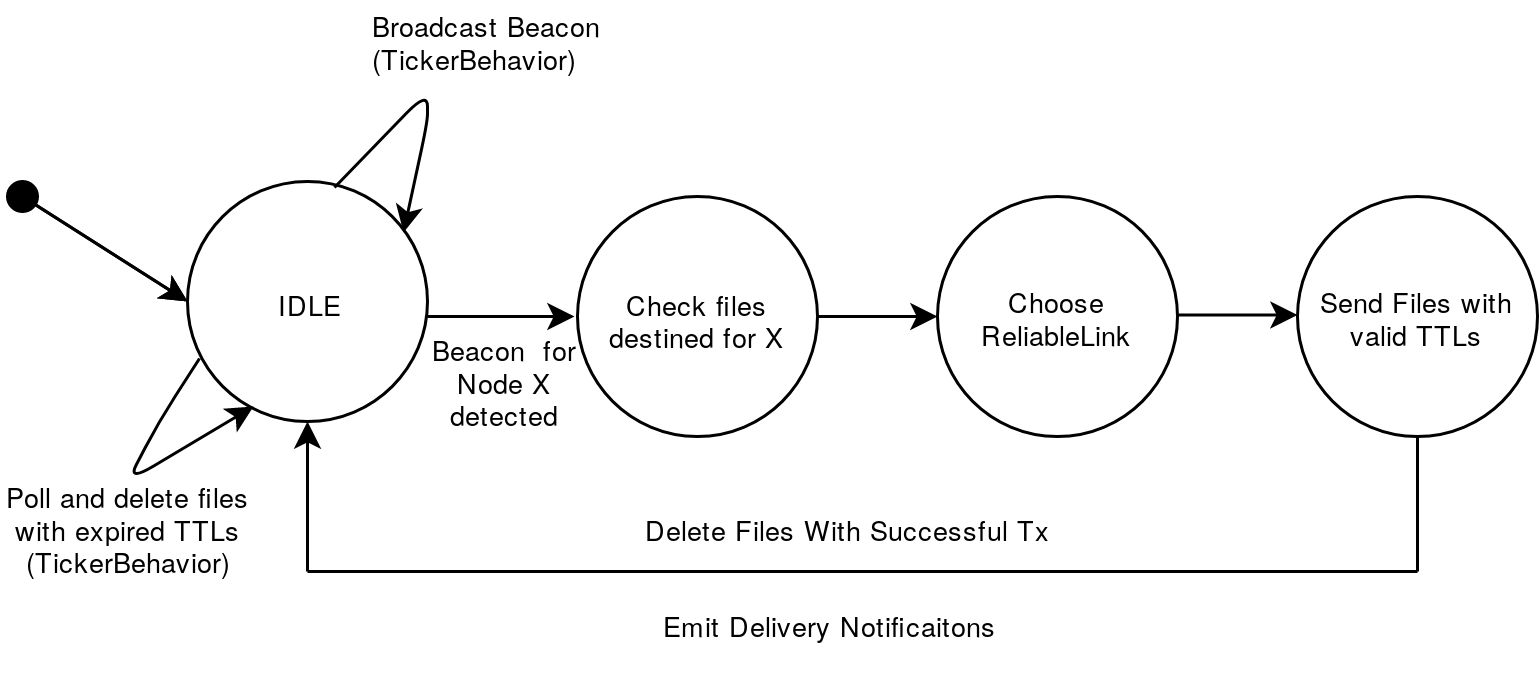 Broadcast Beacon
(TickerBehavior)
IDLE
Beacon for
Node X
detected
Check files
destined for X
Choose
ReliableLink
Send Files with
valid TTLs
Poll and delete files
with expired TTLs
(TickerBehavior)
Delete Files With Successful Tx
Emit Delivery Notificaitons